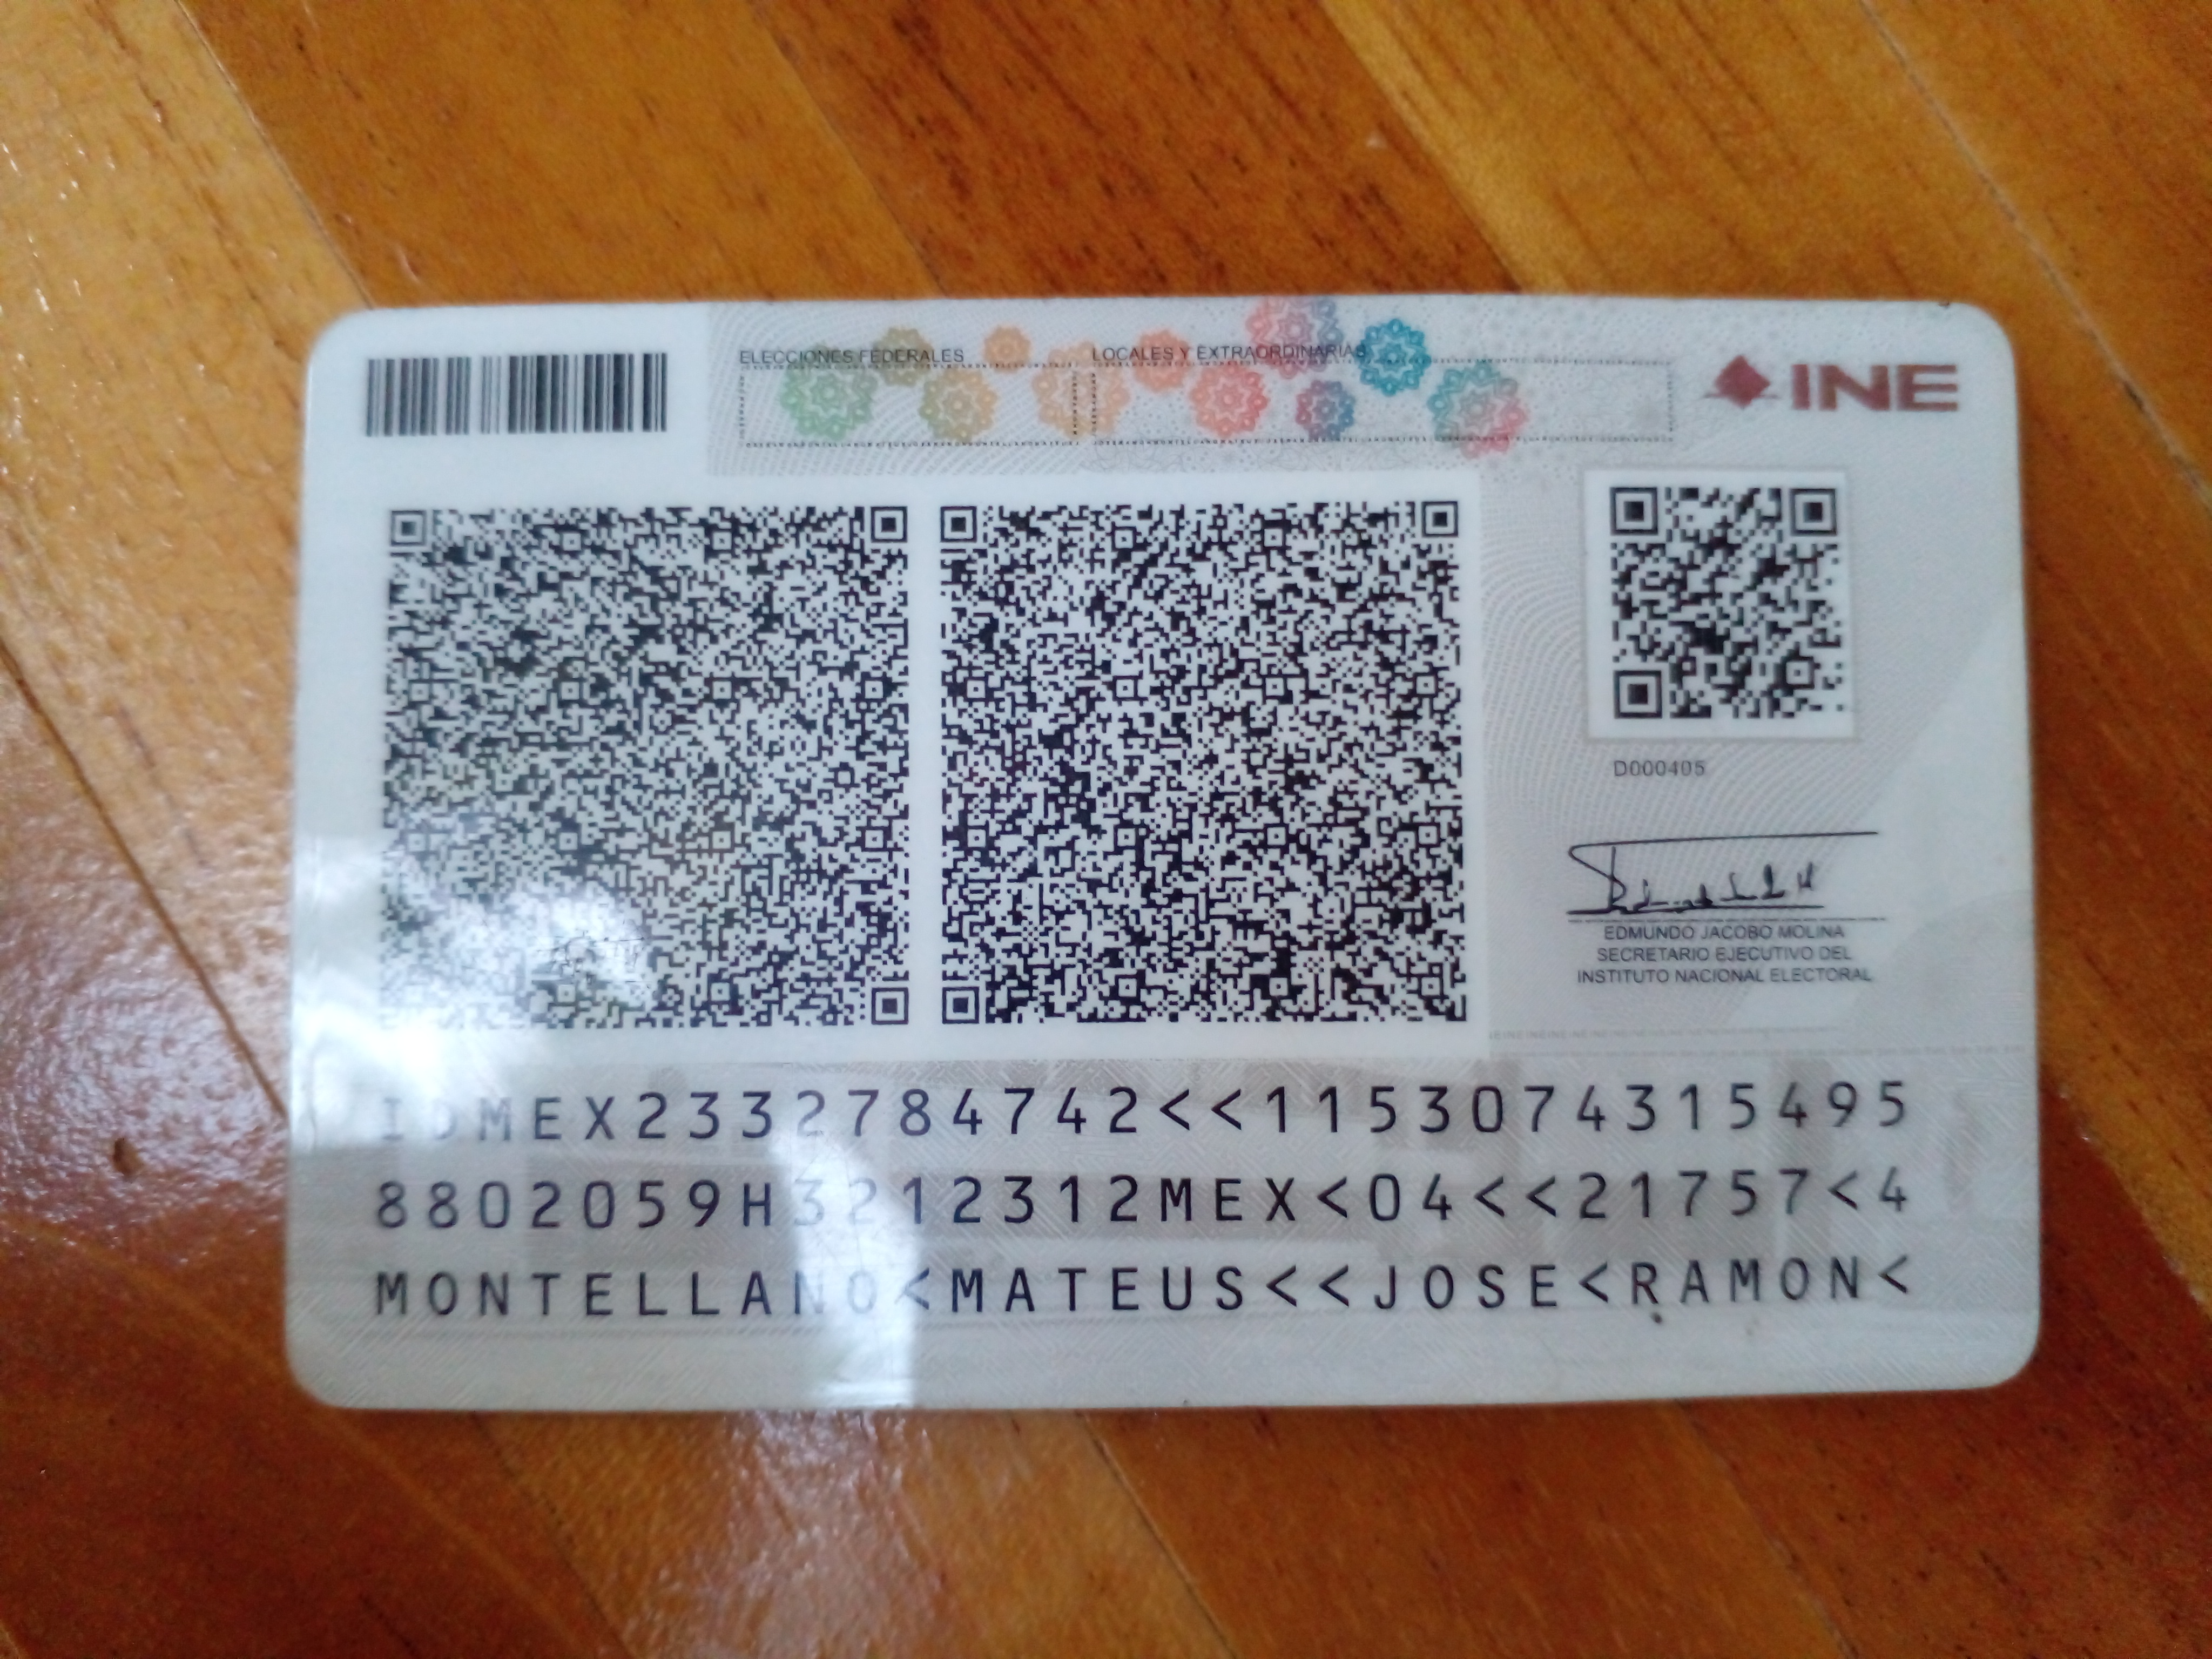 ELECCIONES FEDERALES LOCALES Y EXTRAORDINARIAS
INE
D000405
EDMUNDO JACOBO MOLINA
SECRETARIO EJECUTIVO DEL
INSTITUTO NACIONAL ELECTORAL
IDMEX2332784742<<1153074315495
8802059H3212312MEX<04<<21757<4
MONTELLANO<MATEUS<<JOSE<RAMON<